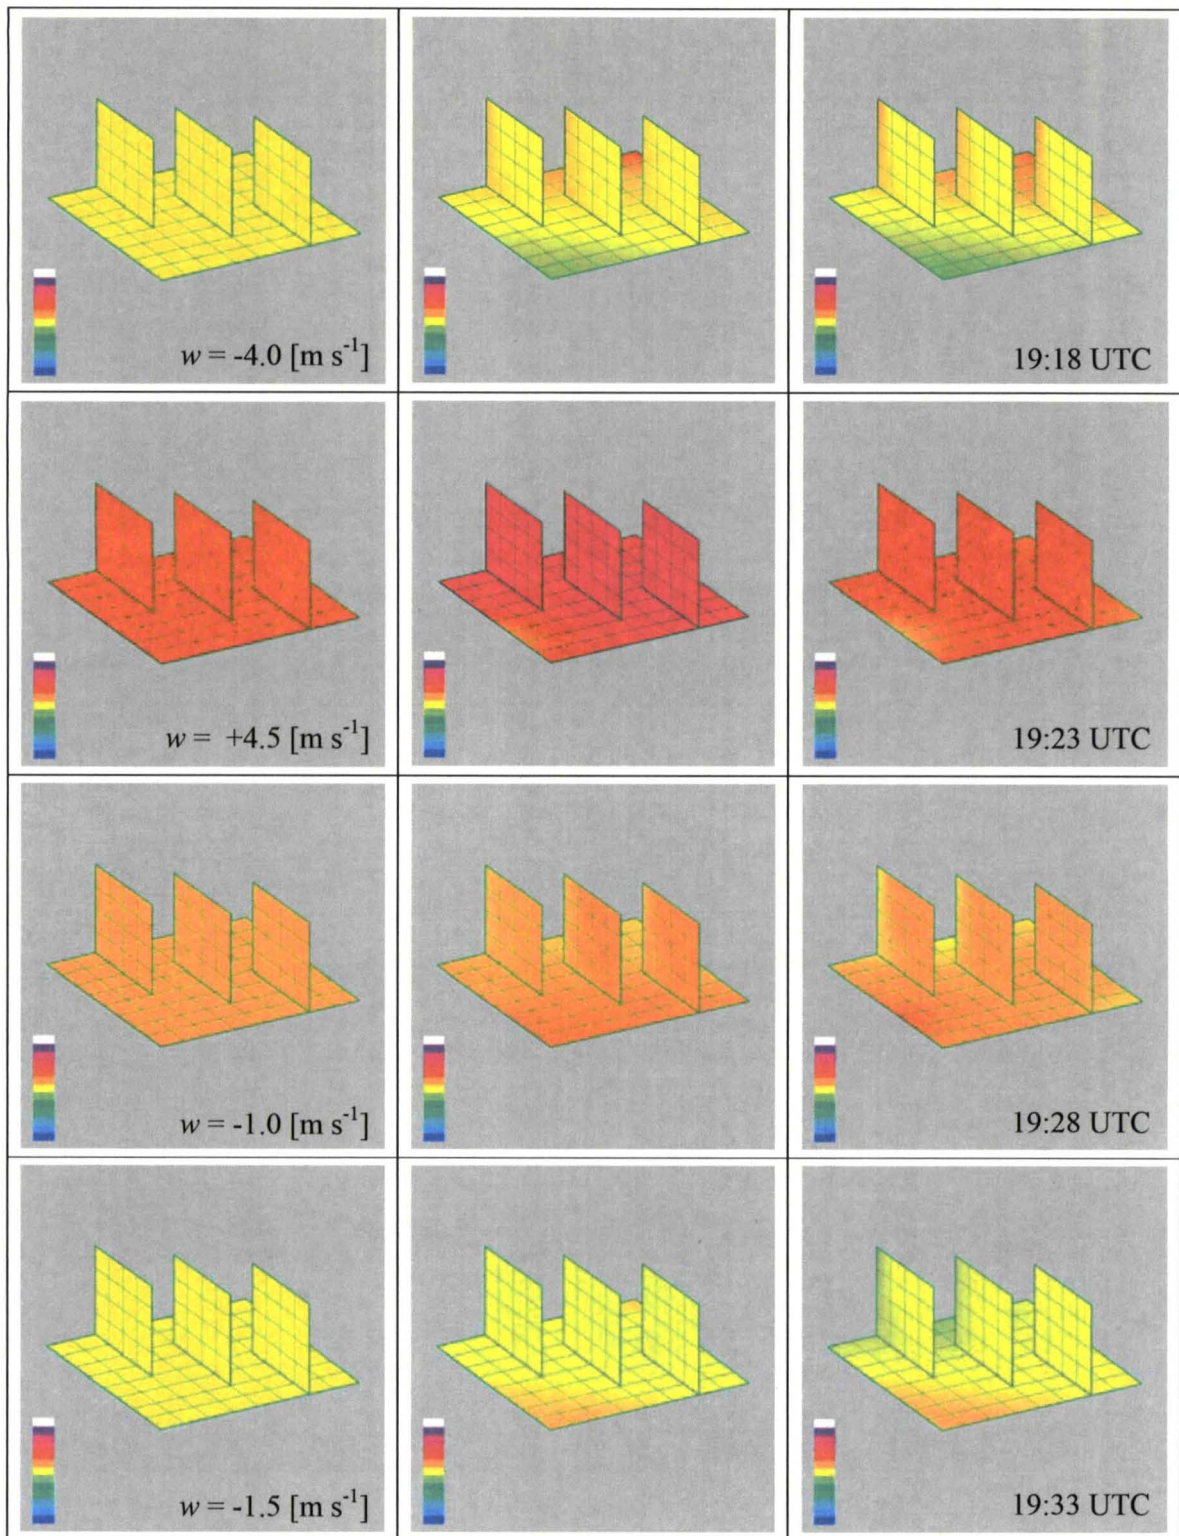 w = -4.0 [m s⁻¹]
19:18 UTC
w = +4.5 [m s⁻¹]
19:23 UTC
w = -1.0 [m s⁻¹]
19:28 UTC
w = -1.5 [m s⁻¹]
19:33 UTC